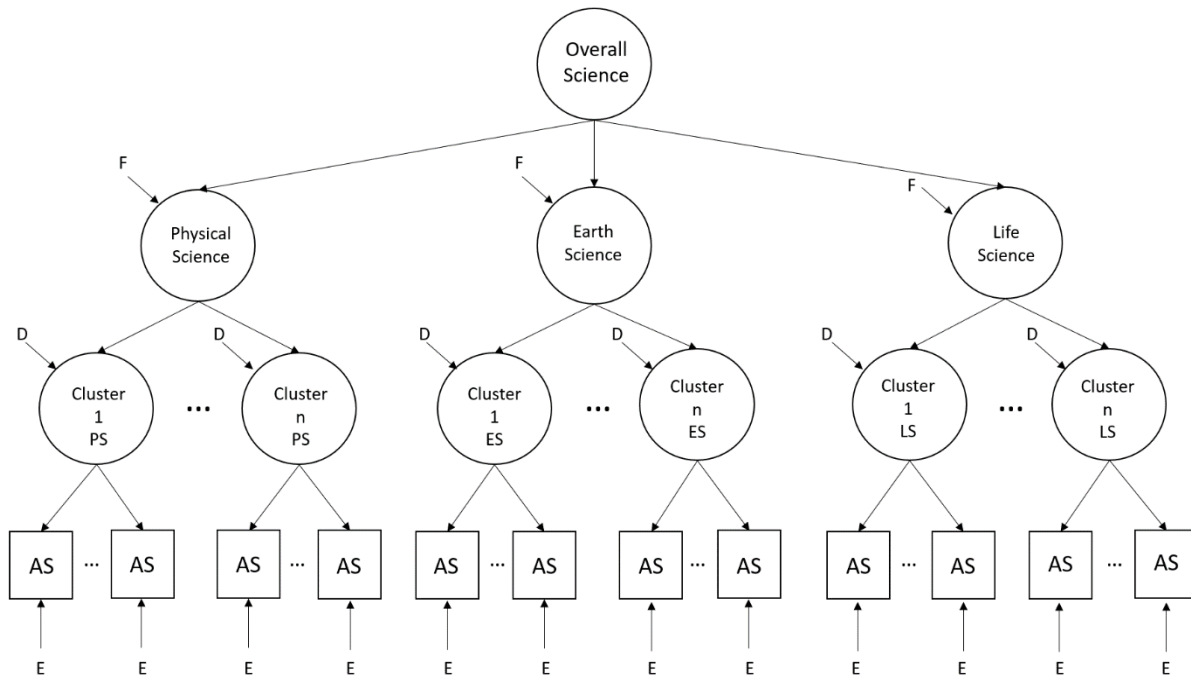 Overall
Science
F
F
F
Physical
Science
Earth
Science
Life
Science
D
D
D
D
D
D
Cluster
1
PS
...
Cluster
n
PS
Cluster
1
ES
...
Cluster
n
ES
Cluster
1
LS
...
Cluster
n
LS
AS ... AS AS ... AS AS ... AS AS ... AS AS ... AS AS ... AS
E E E E E E E E E E E E